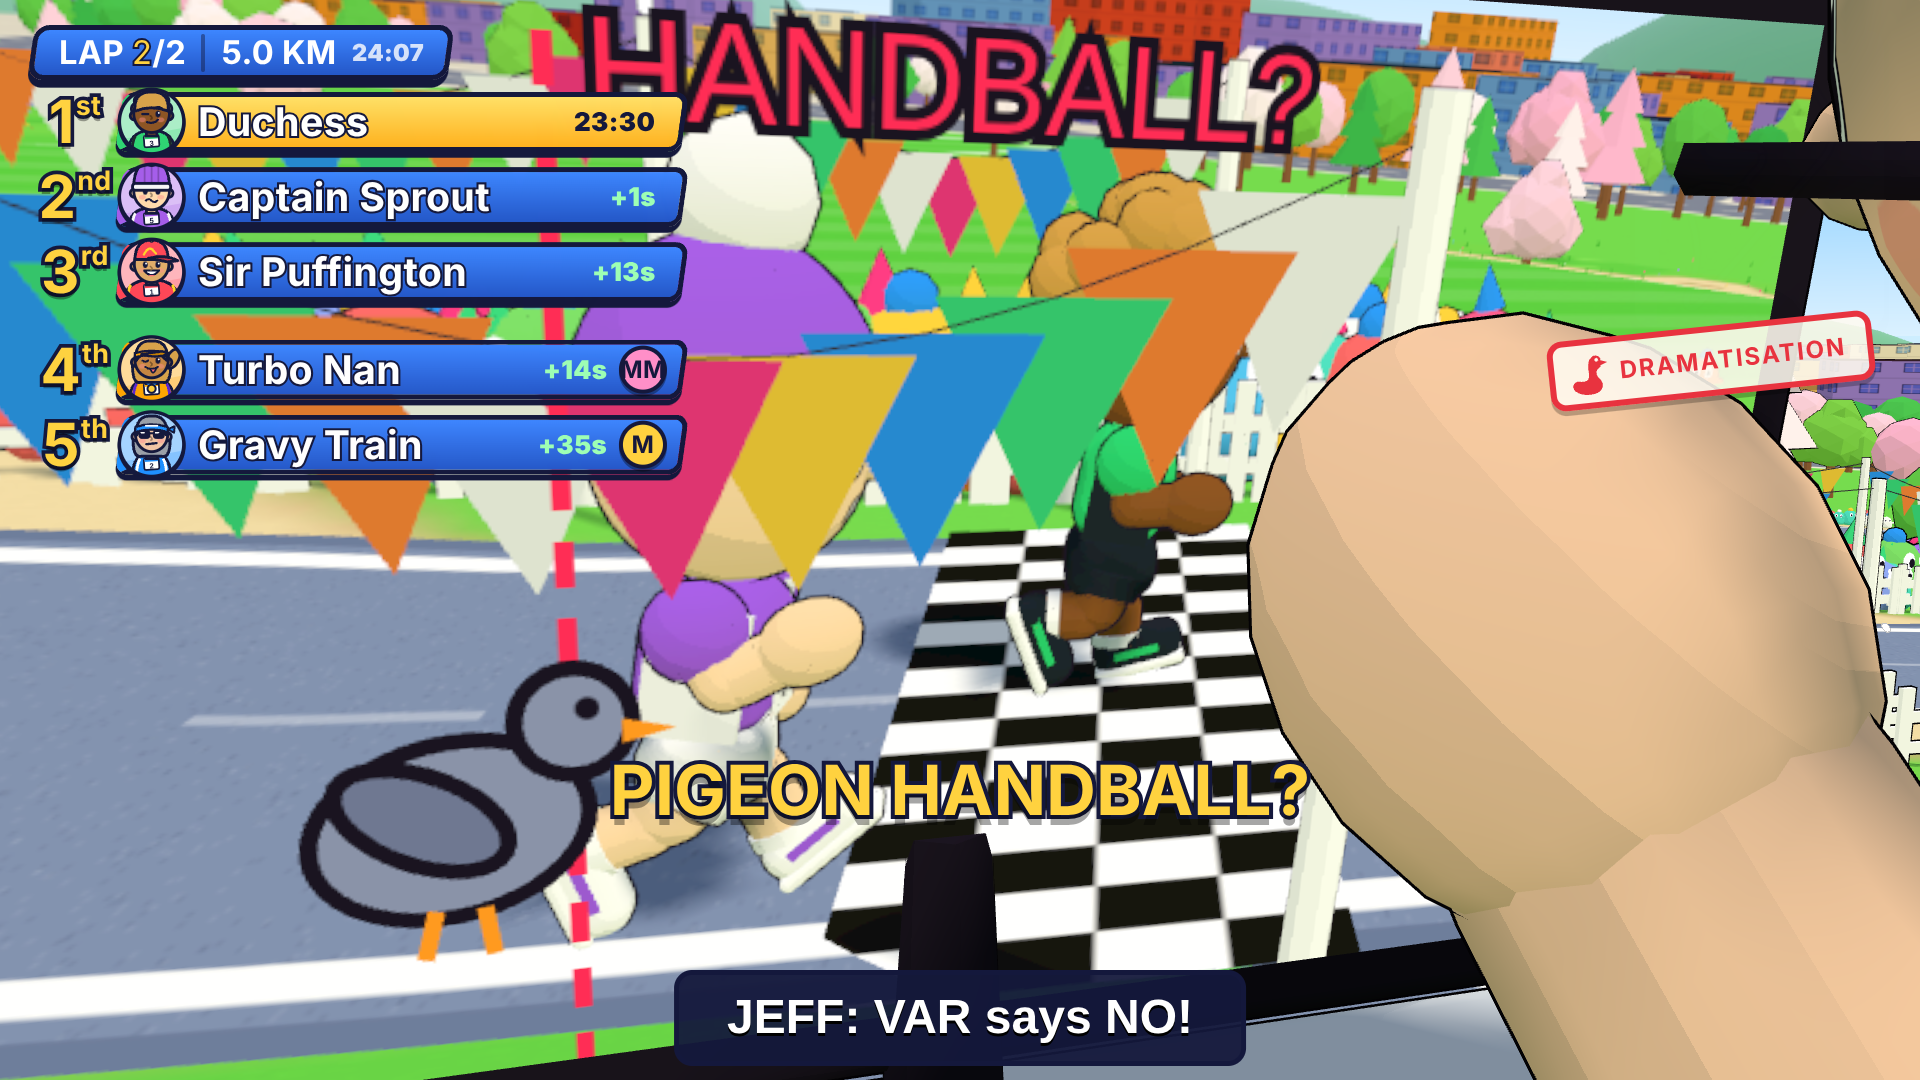 HANDBALL?
LAP 2/2 5.0 KM 24:07
1st Duchess 23:30
2nd Captain Sprout +1s
3rd Sir Puffington +13s
4th Turbo Nan +14s MM
5th Gravy Train +35s M
DRAMATISATION
PIGEON HANDBALL?
JEFF: VAR says NO!